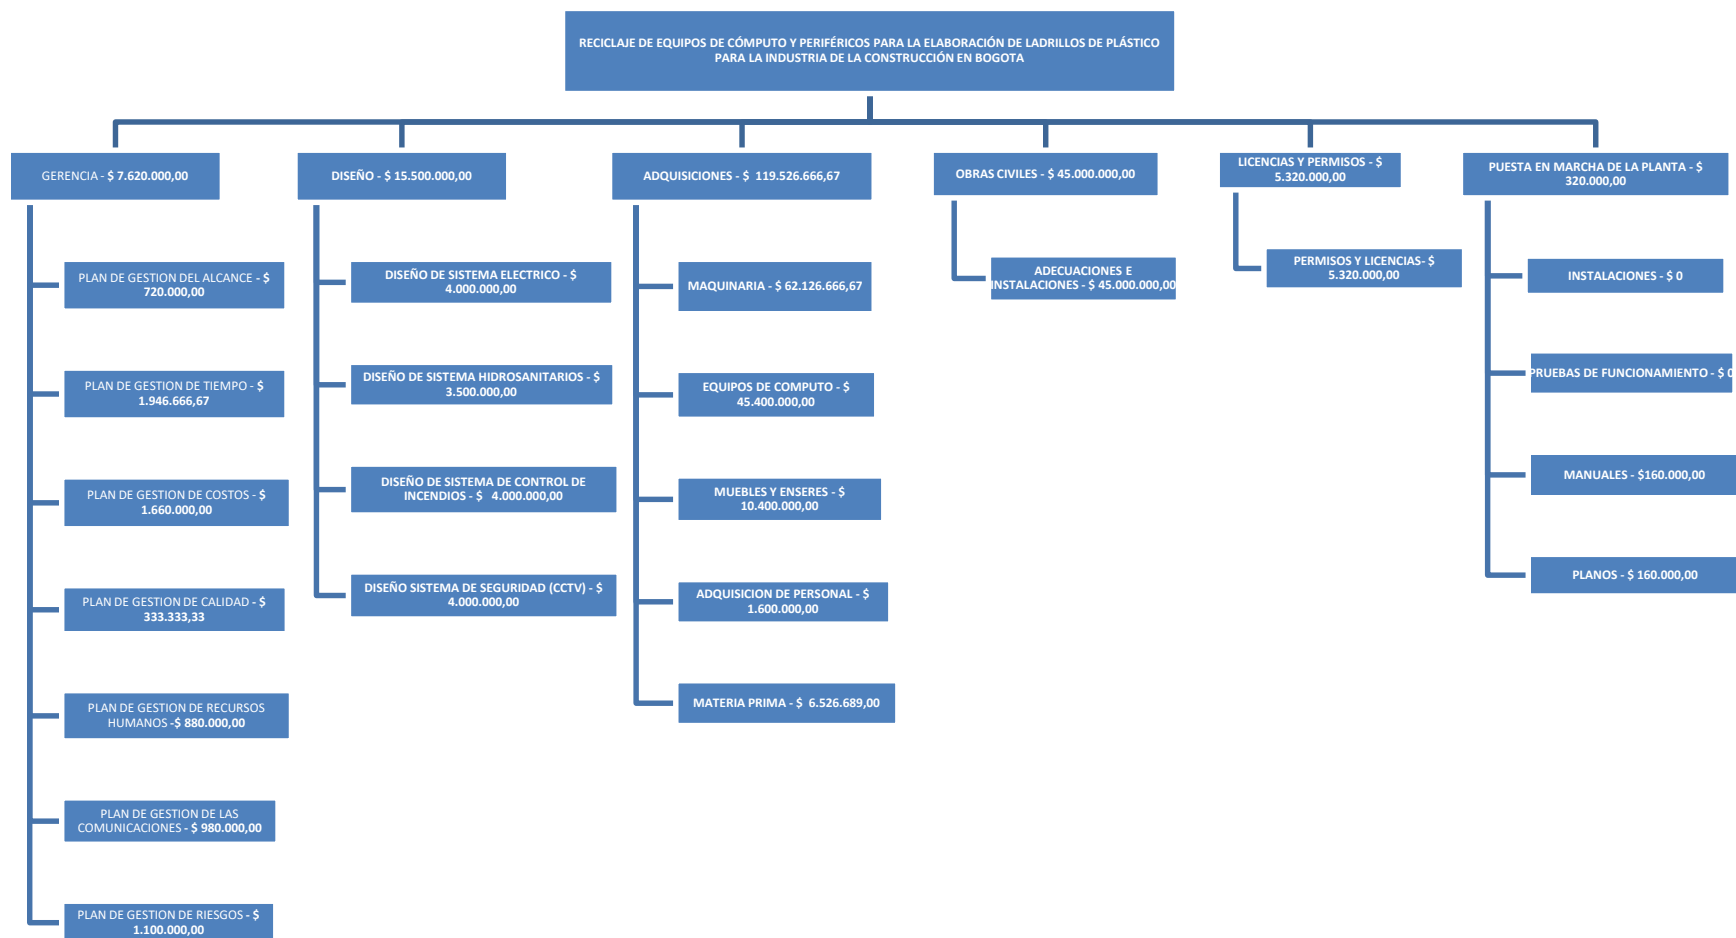 RECICLAJE DE EQUIPOS DE CÓMPUTO Y PERIFÉRICOS PARA LA ELABORACIÓN DE LADRILLOS DE PLÁSTICO
PARA LA INDUSTRIA DE LA CONSTRUCCIÓN EN BOGOTA
GERENCIA - $ 7.620.000,00
PLAN DE GESTION DEL ALCANCE - $
720.000,00
PLAN DE GESTION DE TIEMPO - $
1.946.666,67
PLAN DE GESTION DE COSTOS - $
1.660.000,00
PLAN DE GESTION DE CALIDAD - $
333.333,33
PLAN DE GESTION DE RECURSOS
HUMANOS -$ 880.000,00
PLAN DE GESTION DE LAS
COMUNICACIONES - $ 980.000,00
PLAN DE GESTION DE RIESGOS - $
1.100.000,00
DISEÑO - $ 15.500.000,00
DISEÑO DE SISTEMA ELECTRICO - $
4.000.000,00
DISEÑO DE SISTEMA HIDROSANITARIOS - $
3.500.000,00
DISEÑO DE SISTEMA DE CONTROL DE
INCENDIOS - $ 4.000.000,00
DISEÑO SISTEMA DE SEGURIDAD (CCTV) - $
4.000.000,00
ADQUISICIONES - $ 119.526.666,67
MAQUINARIA - $ 62.126.666,67
EQUIPOS DE COMPUTO - $
45.400.000,00
MUEBLES Y ENSERES - $
10.400.000,00
ADQUISICION DE PERSONAL - $
1.600.000,00
MATERIA PRIMA - $ 6.526.689,00
OBRAS CIVILES - $ 45.000.000,00
ADECUACIONES E
INSTALACIONES - $ 45.000.000,00
LICENCIAS Y PERMISOS - $
5.320.000,00
PERMISOS Y LICENCIAS- $
5.320.000,00
PUESTA EN MARCHA DE LA PLANTA - $
320.000,00
INSTALACIONES - $ 0
PRUEBAS DE FUNCIONAMIENTO - $ 0
MANUALES - $160.000,00
PLANOS - $ 160.000,00